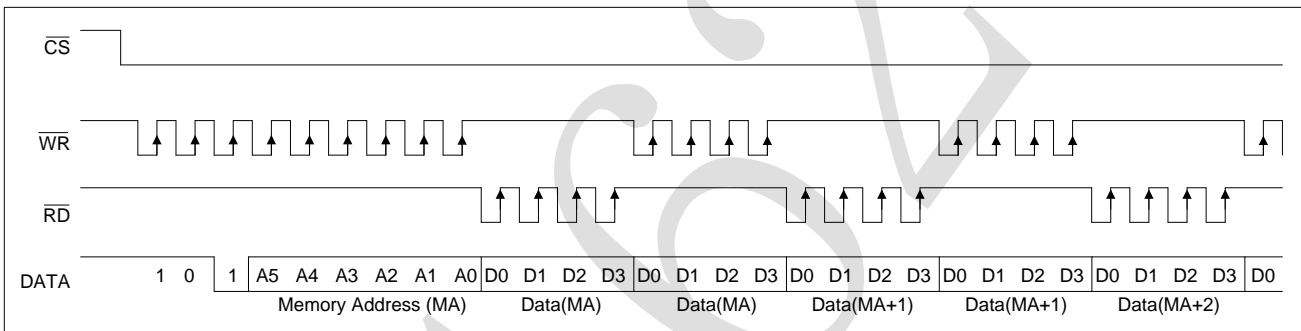 CS
WR
RD
DATA 1 0 1 A5 A4 A3 A2 A1 A0 D0 D1 D2 D3 D0 D1 D2 D3 D0 D1 D2 D3 D0 D1 D2 D3 D0 D1 D2 D3 D0
Memory Address (MA) Data(MA) Data(MA) Data(MA+1) Data(MA+1) Data(MA+2)